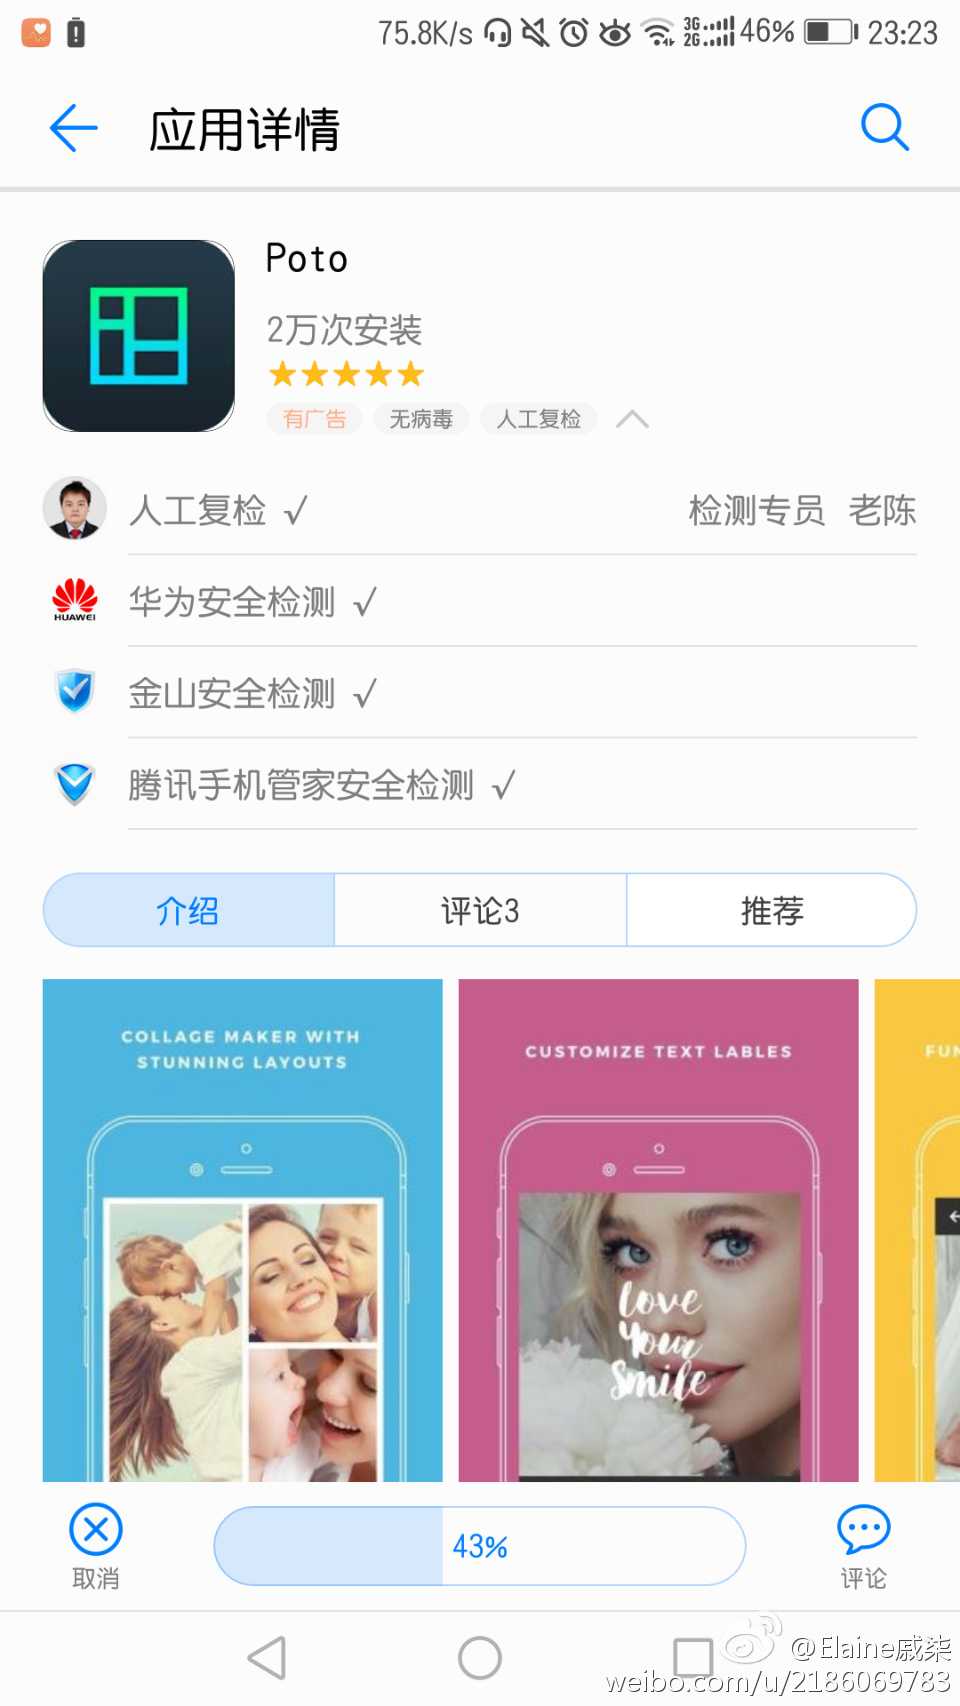 75.8K/s 3G 2G 46% 23:23
应用详情
Poto
2万次安装
有广告 无病毒 人工复检
人工复检 √ 检测专员 老陈
HUAWEI 华为安全检测 √
金山安全检测 √
腾讯手机管家安全检测 √
介绍 评论3 推荐
COLLAGE MAKER WITH
STUNNING LAYOUTS
CUSTOMIZE TEXT LABLES
FUN
Love
Your
Smile
取消 43% 评论
@Elaine戚柒
weibo.com/u/2186069783